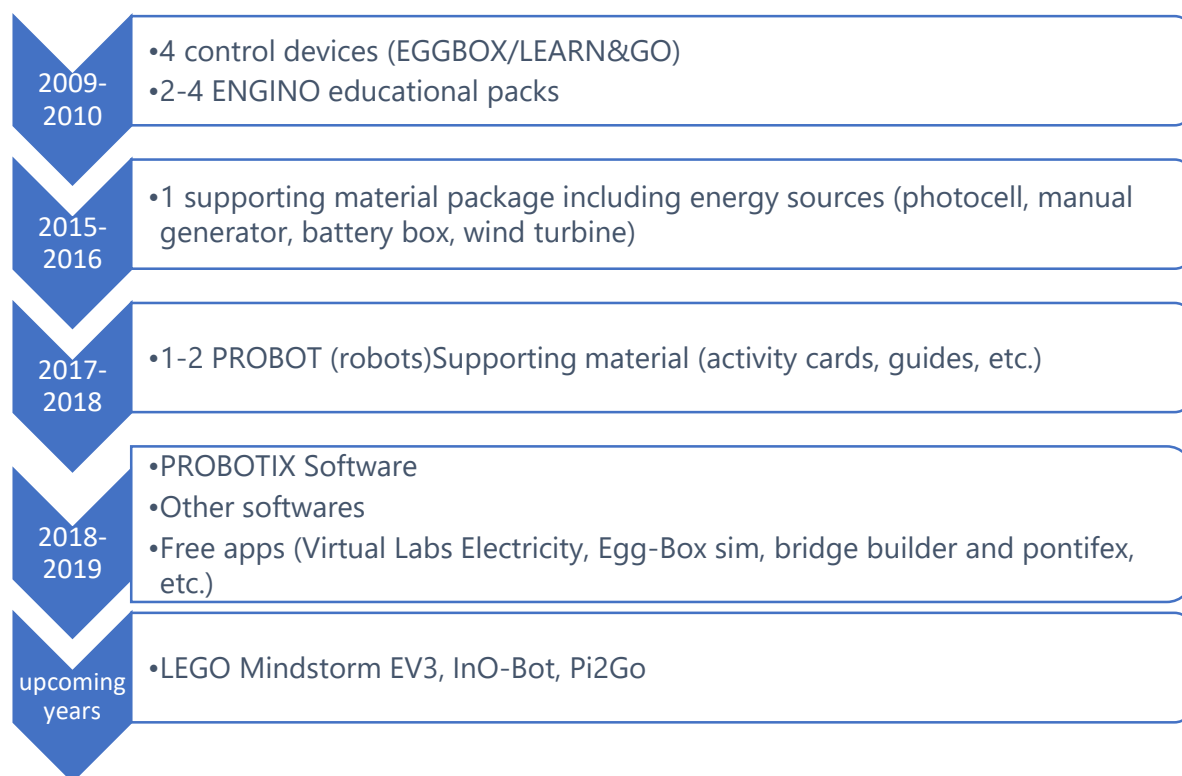 2009-
2010
•4 control devices (EGGBOX/LEARN&GO)
•2-4 ENGINO educational packs
2015-
2016
•1 supporting material package including energy sources (photocell, manual
generator, battery box, wind turbine)
2017-
2018
•1-2 PROBOT (robots)Supporting material (activity cards, guides, etc.)
2018-
2019
•PROBOTIX Software
•Other softwares
•Free apps (Virtual Labs Electricity, Egg-Box sim, bridge builder and pontifex,
etc.)
upcoming
years
•LEGO Mindstorm EV3, InO-Bot, Pi2Go